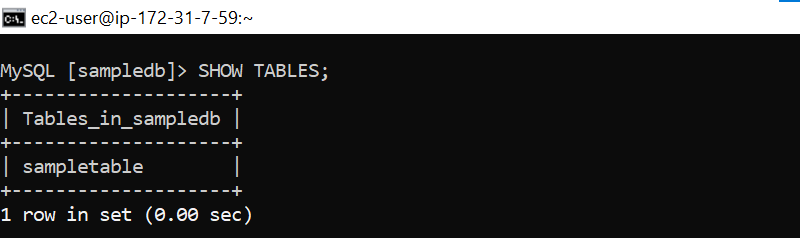 ec2-user@ip-172-31-7-59:~
MySQL [sampledb]> SHOW TABLES;
+--------------------+
| Tables_in_sampledb |
+--------------------+
| sampletable        |
+--------------------+
1 row in set (0.00 sec)